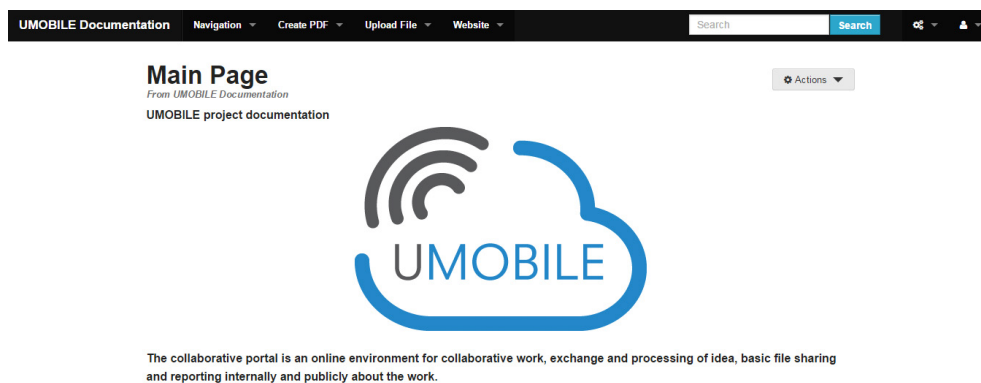 UMOBILE Documentation Navigation Create PDF Upload File Website Search Search
Main Page
Actions
From UMOBILE Documentation
UMOBILE project documentation
UMOBILE
The collaborative portal is an online environment for collaborative work, exchange and processing of idea, basic file sharing
and reporting internally and publicly about the work.